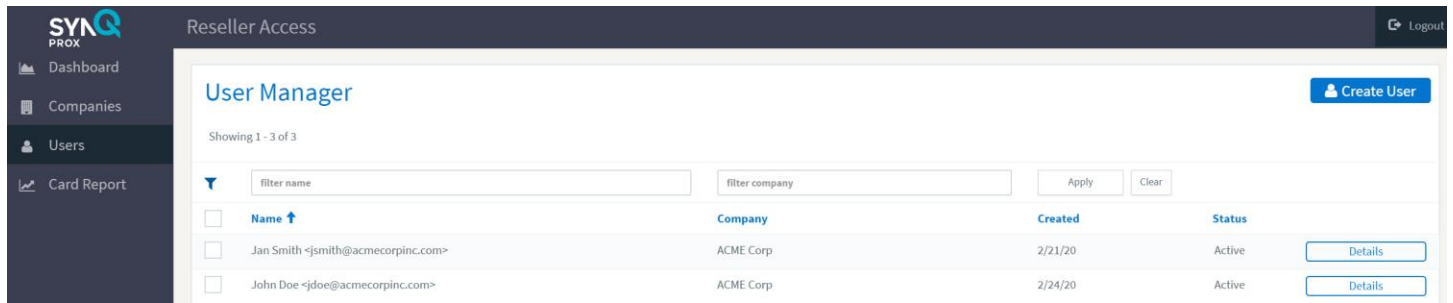 SYNQ
PROX
Reseller Access
Logout
Dashboard
Companies
Users
Card Report
User Manager
Create User
Showing 1 - 3 of 3
filter name
filter company
Apply
Clear
Name Company Created Status
Jan Smith <jsmith@acmecorpinc.com> ACME Corp 2/21/20 Active Details
John Doe <jdoe@acmecorpinc.com> ACME Corp 2/24/20 Active Details